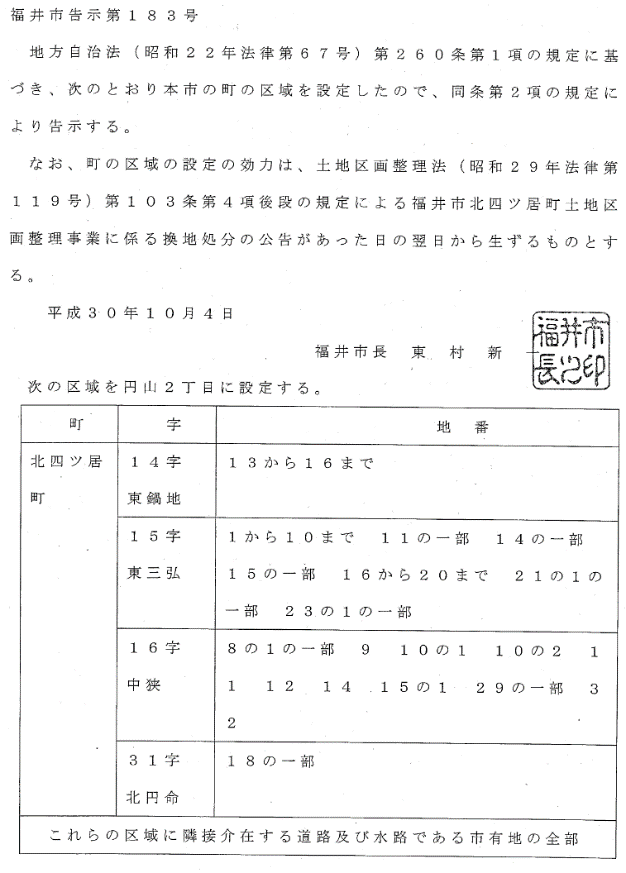 福井市告示第１８３号
地方自治法（昭和２２年法律第６７号）第２６０条第１項の規定に基
づき、次のとおり本市の町の区域を設定したので、同条第２項の規定に
より告示する。
なお、町の区域の設定の効力は、土地区画整理法（昭和２９年法律第
１１９号）第１０３条第４項後段の規定による福井市北四ツ居町土地区
画整理事業に係る換地処分の公告があった日の翌日から生ずるものとす
る。
平成３０年１０月４日
福井市長　東　村　新　一
福井市
長之印
次の区域を円山２丁目に設定する。
町　字　地　番
北四ツ居
町
１４字
東鍋地
１３から１６まで
１５字
東三弘
１から１０まで　１１の一部　１４の一部
１５の一部　１６から２０まで　２１の１の
一部　２３の１の一部
１６字
中狭
８の１の一部　９　１０の１　１０の２　１
１　１２　１４　１５の１　２９の一部　３
２
３１字
北円命
１８の一部
これらの区域に隣接介在する道路及び水路である市有地の全部